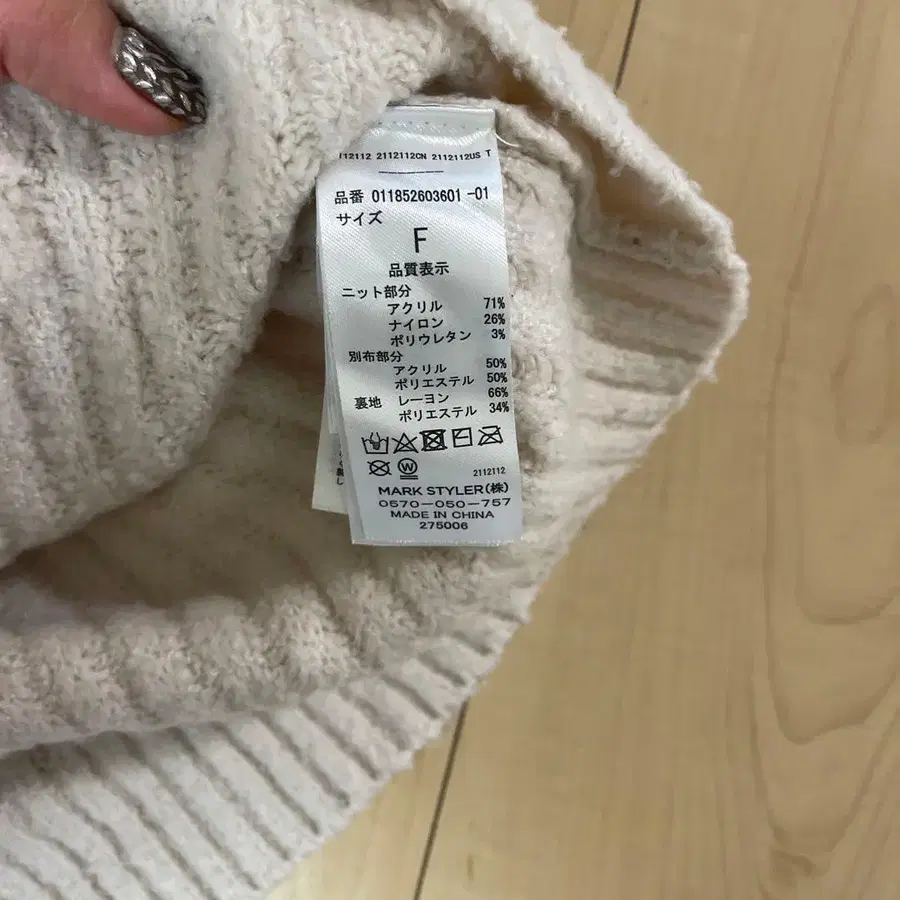 112112 2112112CN 2112112US T
品番 011852603601 -01
サイズ
F
品質表示
ニット部分
アクリル 71%
ナイロン 26%
ポリウレタン 3%
別布部分
アクリル 50%
ポリエステル 50%
裏地 レーヨン 66%
ポリエステル 34%
W
2112112
MARK STYLER(株)
0570-050-757
MADE IN CHINA
275006